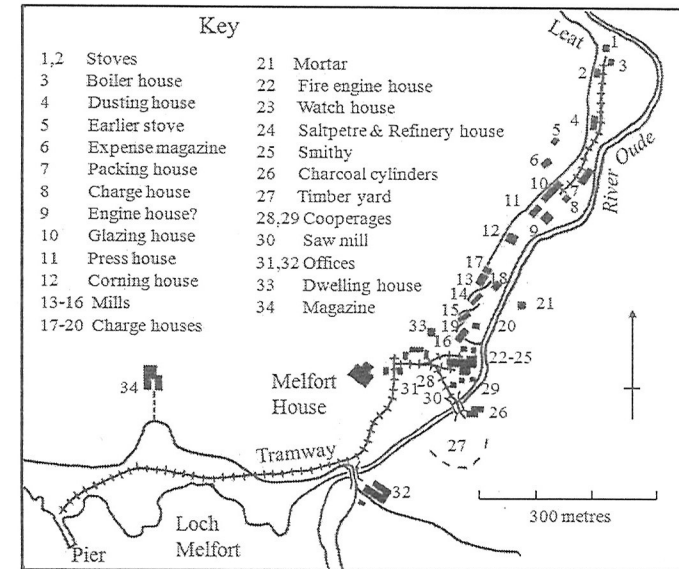 Key
1,2 Stoves
3 Boiler house
4 Dusting house
5 Earlier stove
6 Expense magazine
7 Packing house
8 Charge house
9 Engine house?
10 Glazing house
11 Press house
12 Corning house
13-16 Mills
17-20 Charge houses
21 Mortar
22 Fire engine house
23 Watch house
24 Saltpetre & Refinery house
25 Smithy
26 Charcoal cylinders
27 Timber yard
28,29 Cooperages
30 Saw mill
31,32 Offices
33 Dwelling house
34 Magazine
Leat
1
3
2
4
5
River Oude
6
10
7
11
8
9
12
17
13
18
14
21
15
19
20
33
16
22-25
34
Melfort
House
28
31
29
30
26
27
Tramway
32
300 metres
Loch
Melfort
Pier